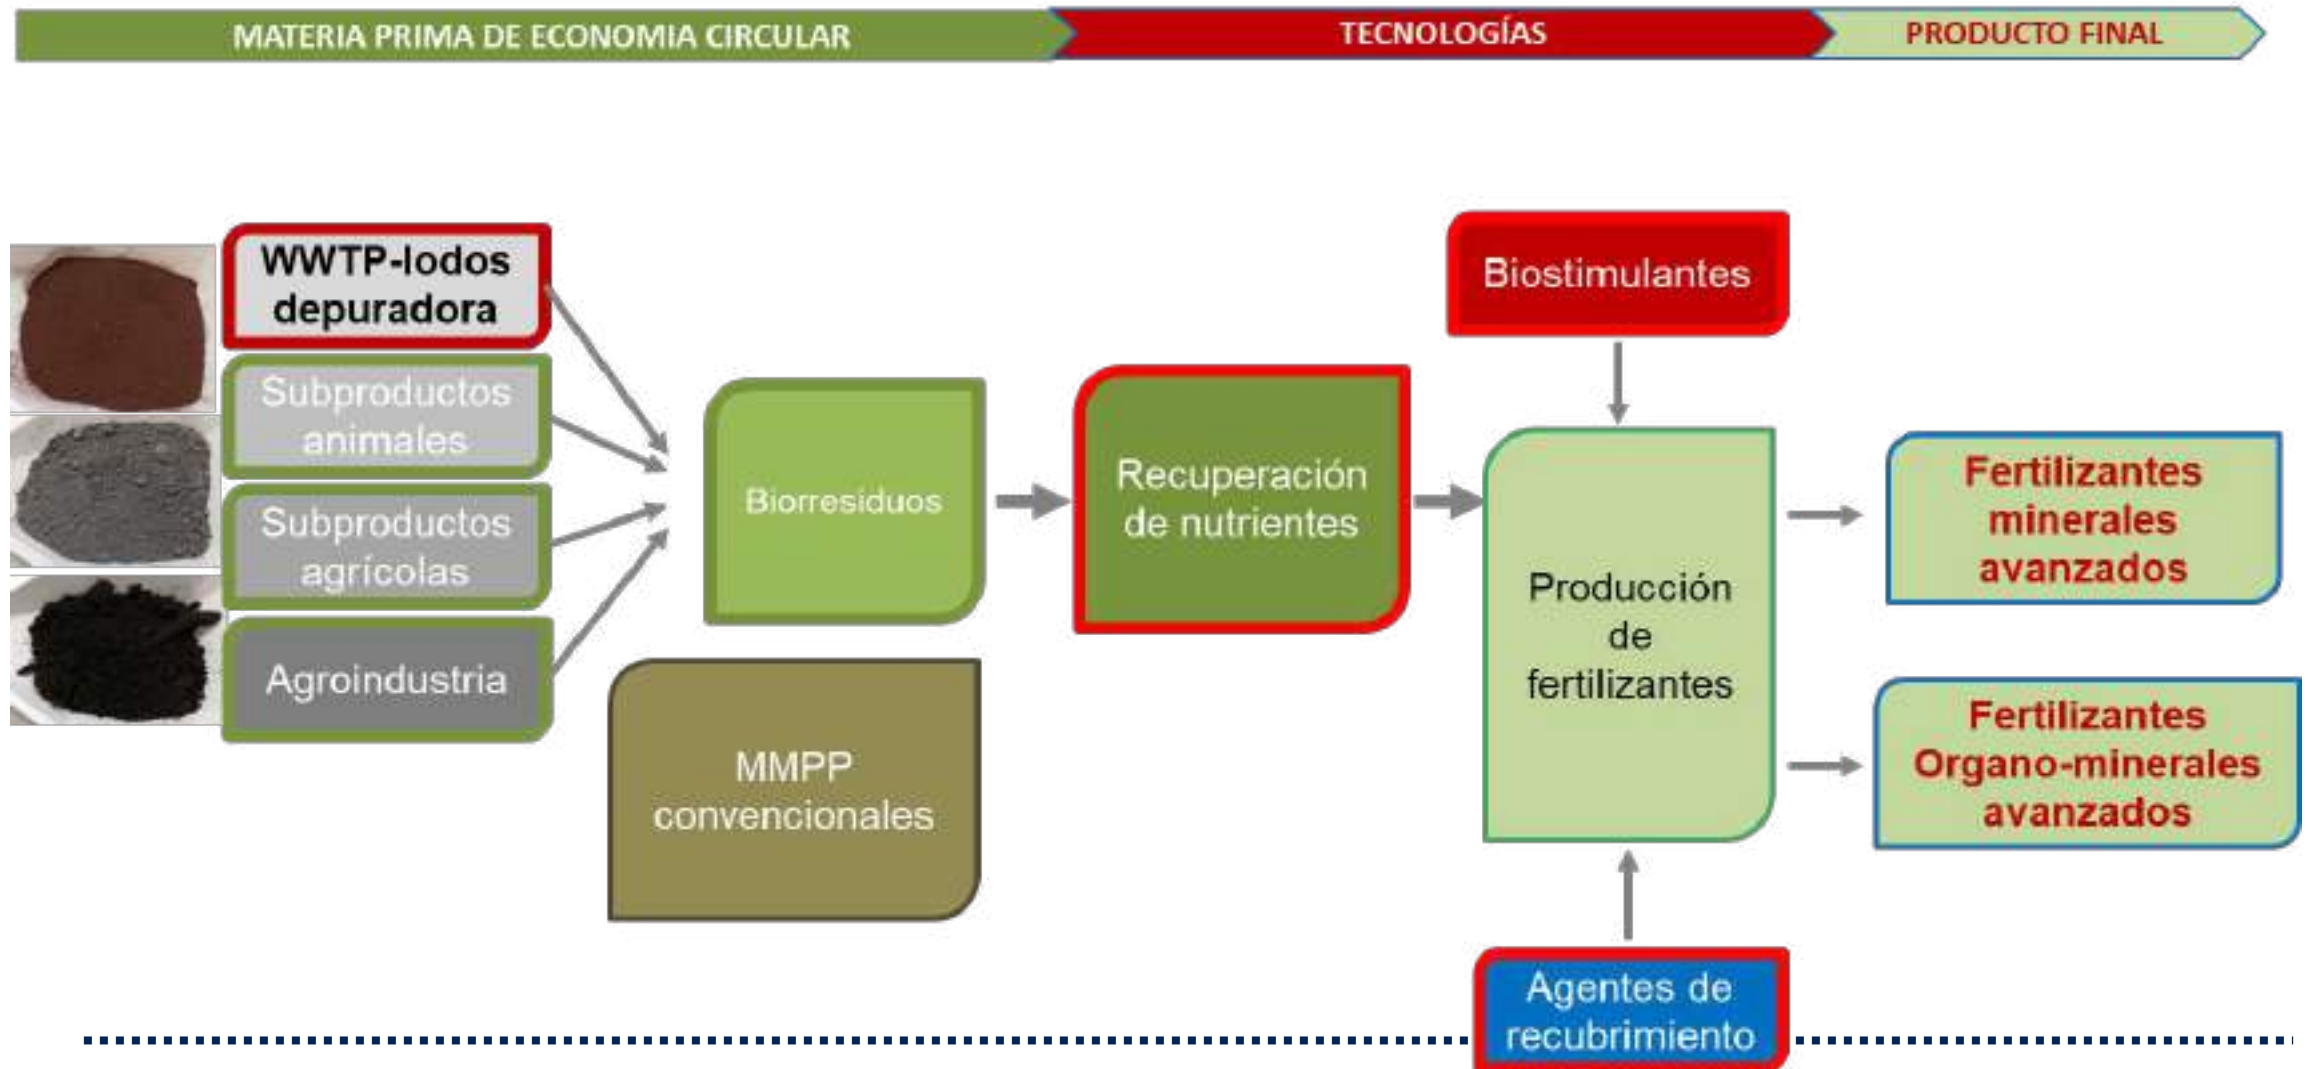 MATERIA PRIMA DE ECONOMIA CIRCULAR
TECNOLOGÍAS
PRODUCTO FINAL
WWTP-lodos
depuradora
Subproductos
animales
Subproductos
agrícolas
Agroindustria
Biorresiduos
MMPP
convencionales
Recuperación
de nutrientes
Biostimulantes
Producción
de
fertilizantes
Agentes de
recubrimiento
Fertilizantes
minerales
avanzados
Fertilizantes
Organo-minerales
avanzados